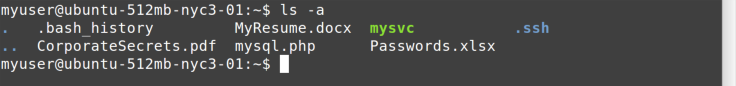 myuser@ubuntu-512mb-nyc3-01:~$ ls -a
. .bash_history MyResume.docx mysvc .ssh
.. CorporateSecrets.pdf mysql.php Passwords.xlsx
myuser@ubuntu-512mb-nyc3-01:~$